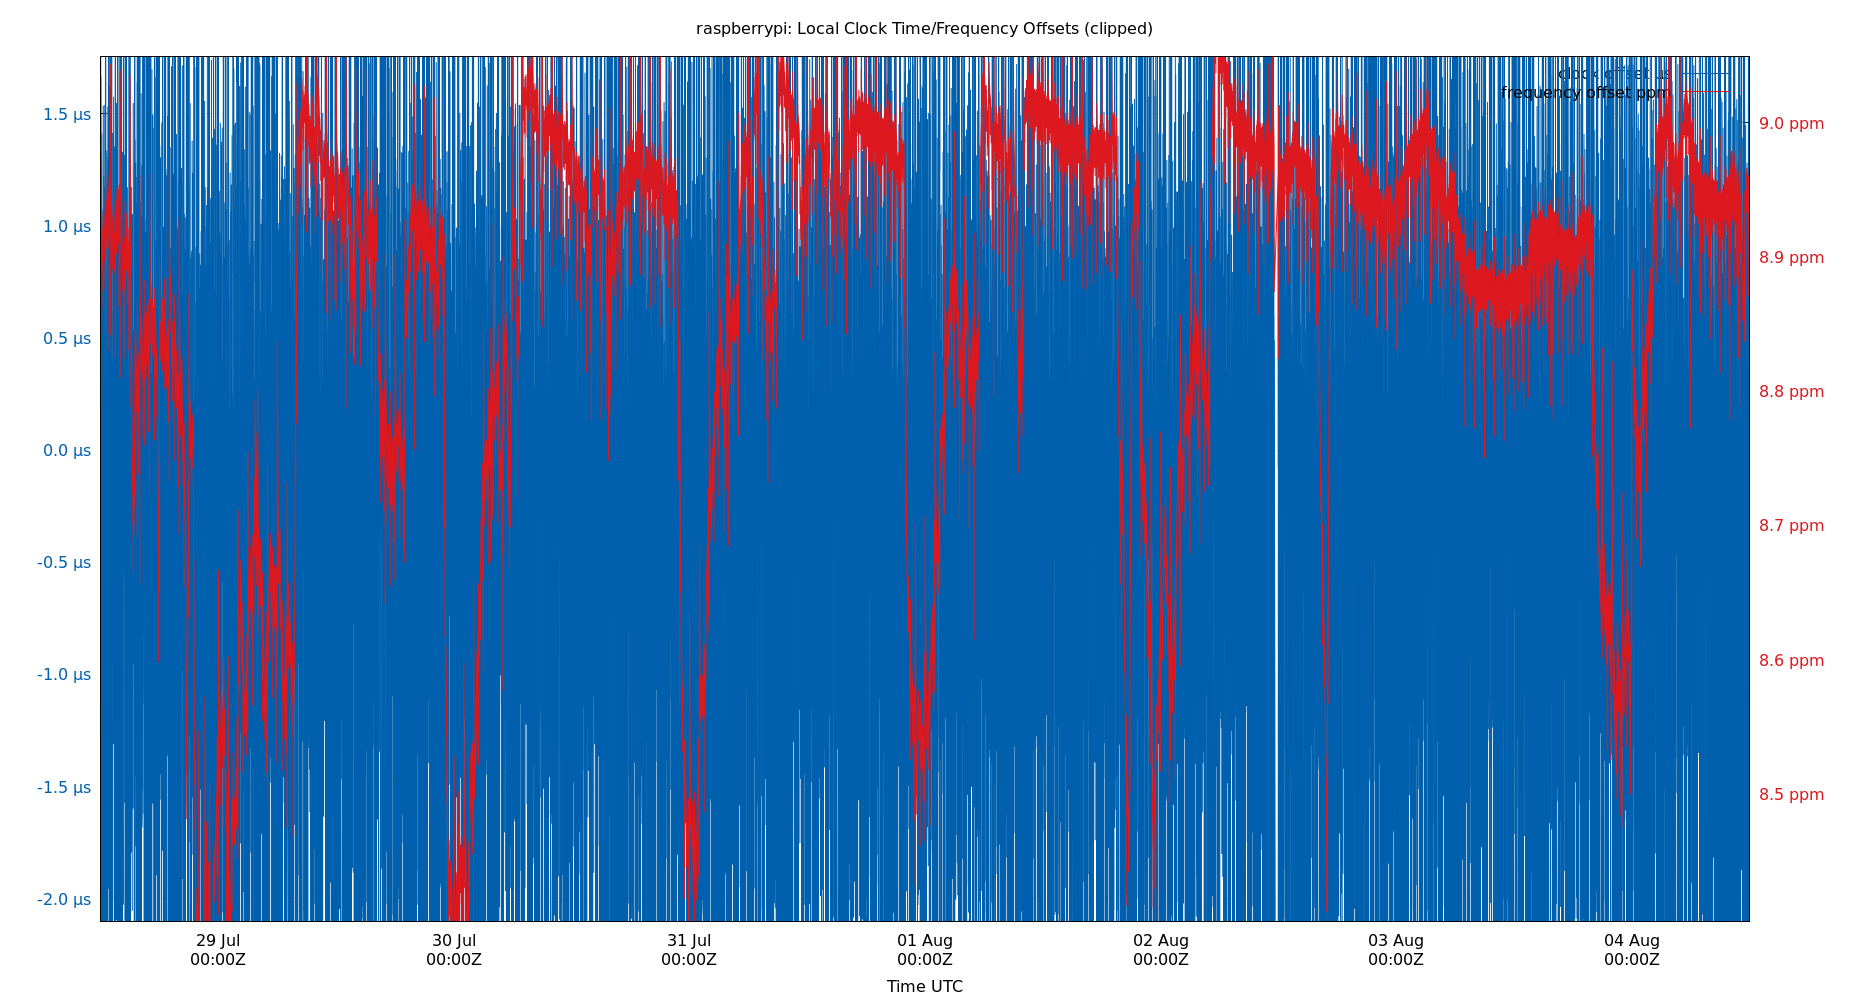 raspberrypi: Local Clock Time/Frequency Offsets (clipped)
clock offset µs
frequency offset ppm
1.5 µs
1.0 µs
0.5 µs
0.0 µs
-0.5 µs
-1.0 µs
-1.5 µs
-2.0 µs
9.0 ppm
8.9 ppm
8.8 ppm
8.7 ppm
8.6 ppm
8.5 ppm
29 Jul 30 Jul 31 Jul 01 Aug 02 Aug 03 Aug 04 Aug
00:00Z 00:00Z 00:00Z 00:00Z 00:00Z 00:00Z 00:00Z
Time UTC